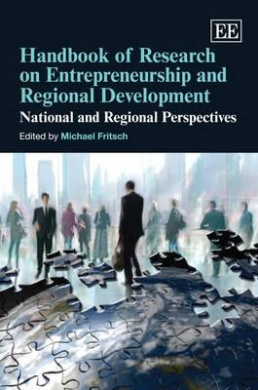 EE
Handbook of Research
on Entrepreneurship and
Regional Development
National and Regional Perspectives
Edited by Michael Fritsch